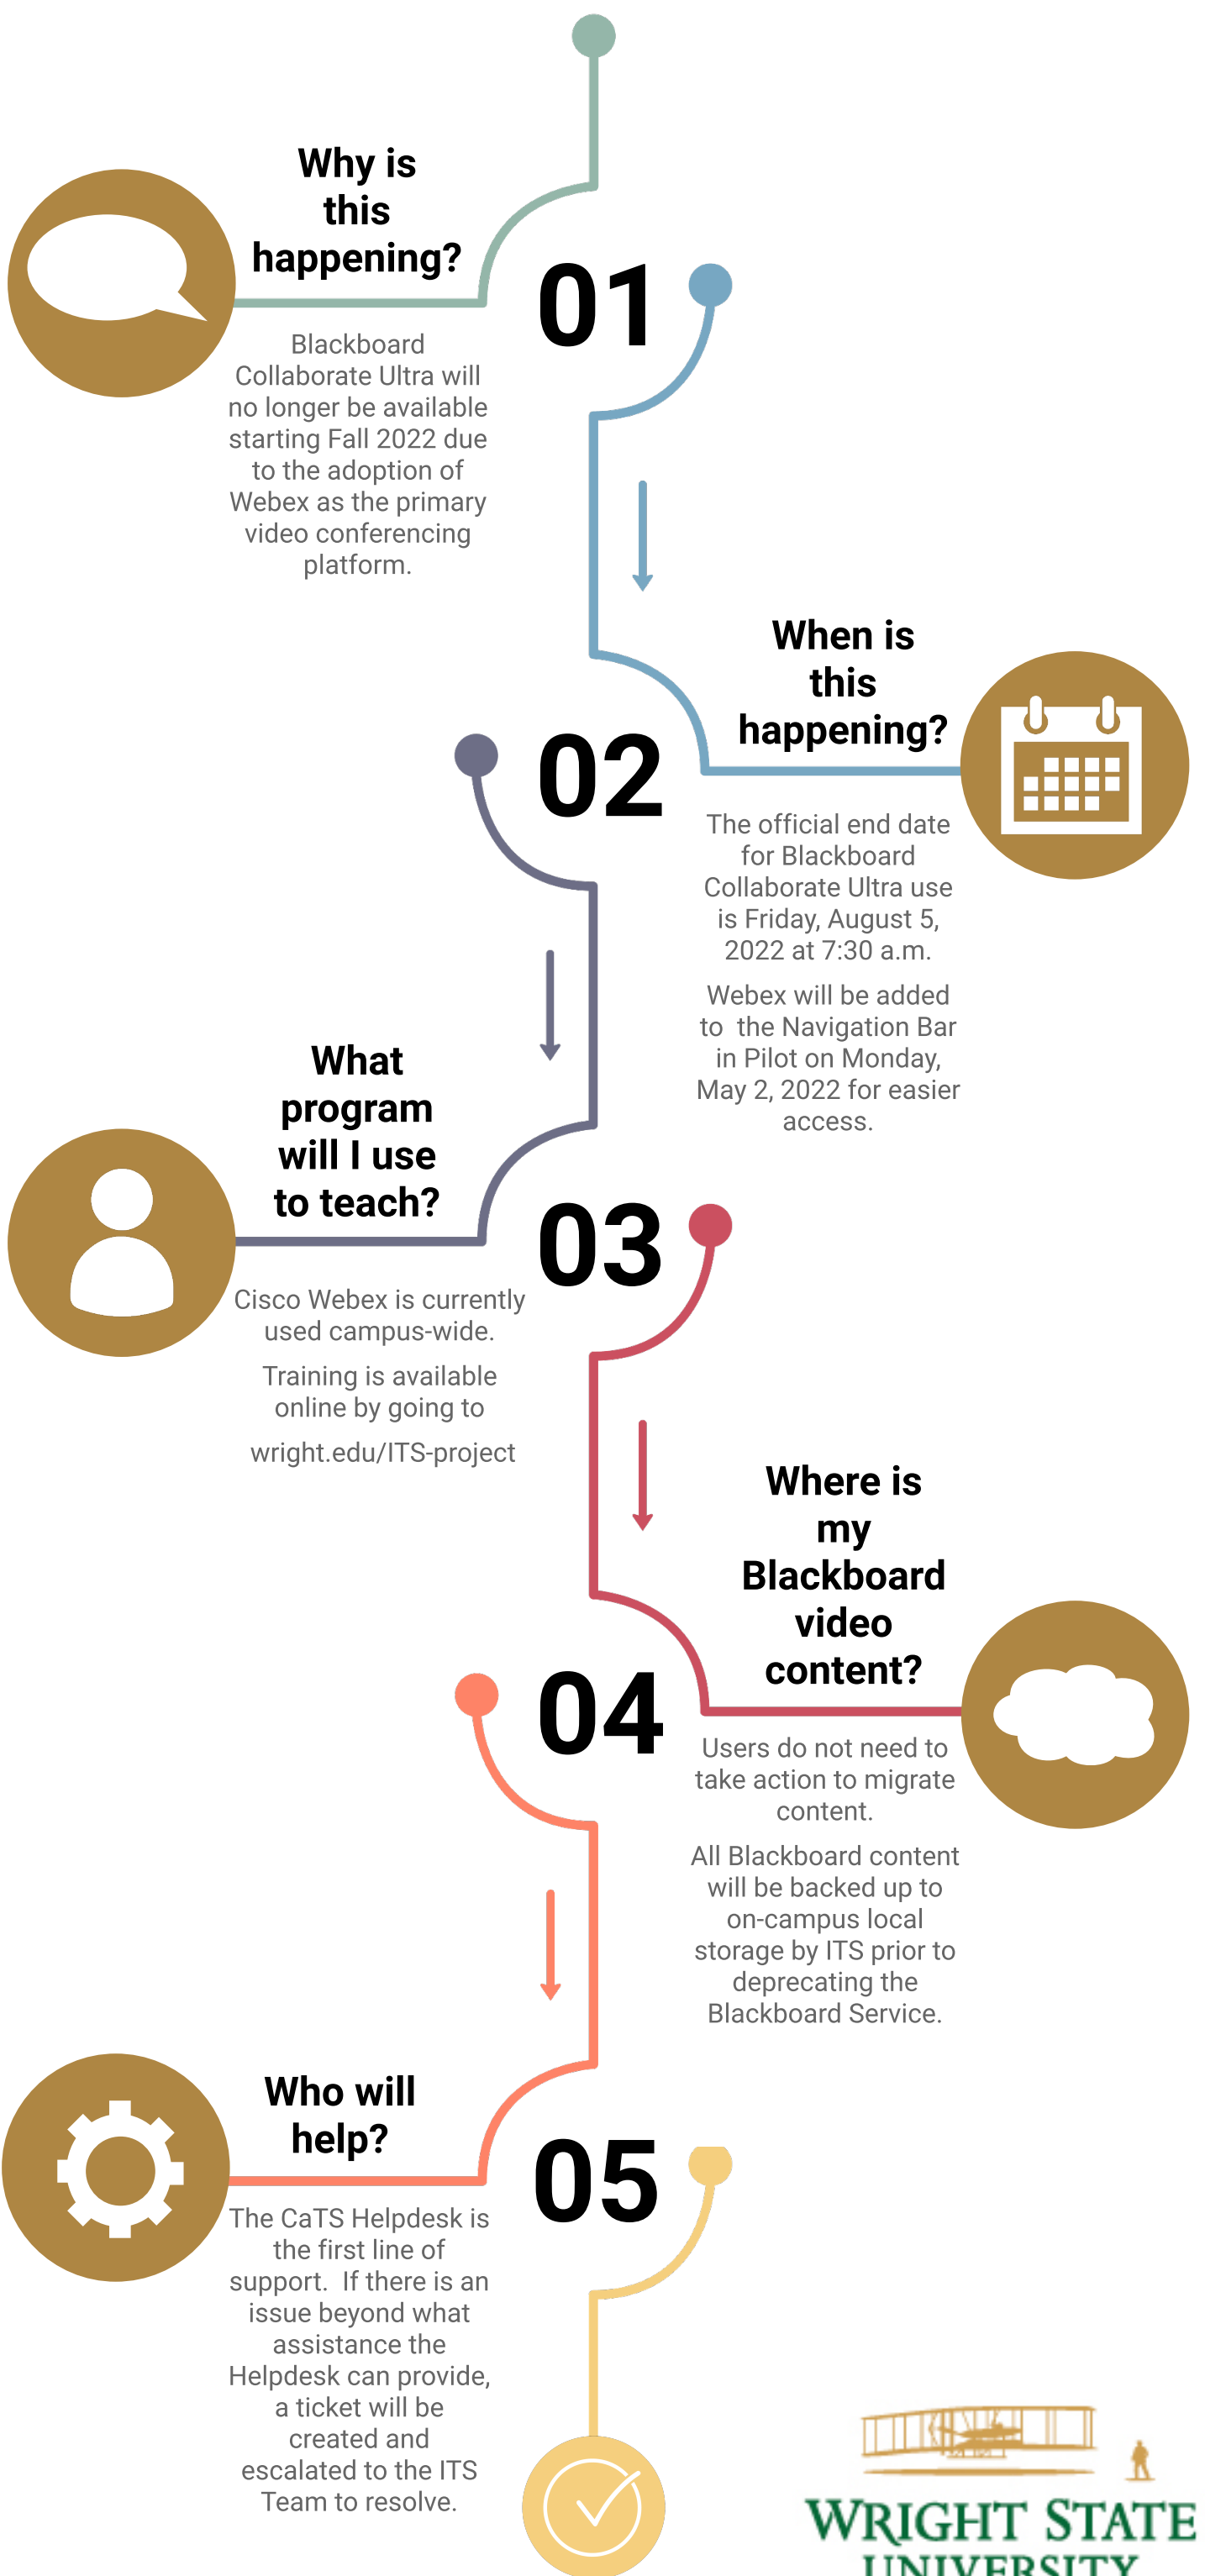 Why is
this
happening?
01
Blackboard
Collaborate Ultra will
no longer be available
starting Fall 2022 due
to the adoption of
Webex as the primary
video conferencing
platform.
When is
this
happening?
02
The official end date
for Blackboard
Collaborate Ultra use
is Friday, August 5,
2022 at 7:30 a.m.
Webex will be added
to the Navigation Bar
in Pilot on Monday,
May 2, 2022 for easier
access.
What
program
will I use
to teach?
03
Cisco Webex is currently
used campus-wide.
Training is available
online by going to
wright.edu/ITS-project
Where is
my
Blackboard
video
content?
04
Users do not need to
take action to migrate
content.
All Blackboard content
will be backed up to
on-campus local
storage by ITS prior to
deprecating the
Blackboard Service.
Who will
help?
05
The CaTS Helpdesk is
the first line of
support. If there is an
issue beyond what
assistance the
Helpdesk can provide,
a ticket will be
created and
escalated to the ITS
Team to resolve.
WRIGHT STATE
UNIVERSITY